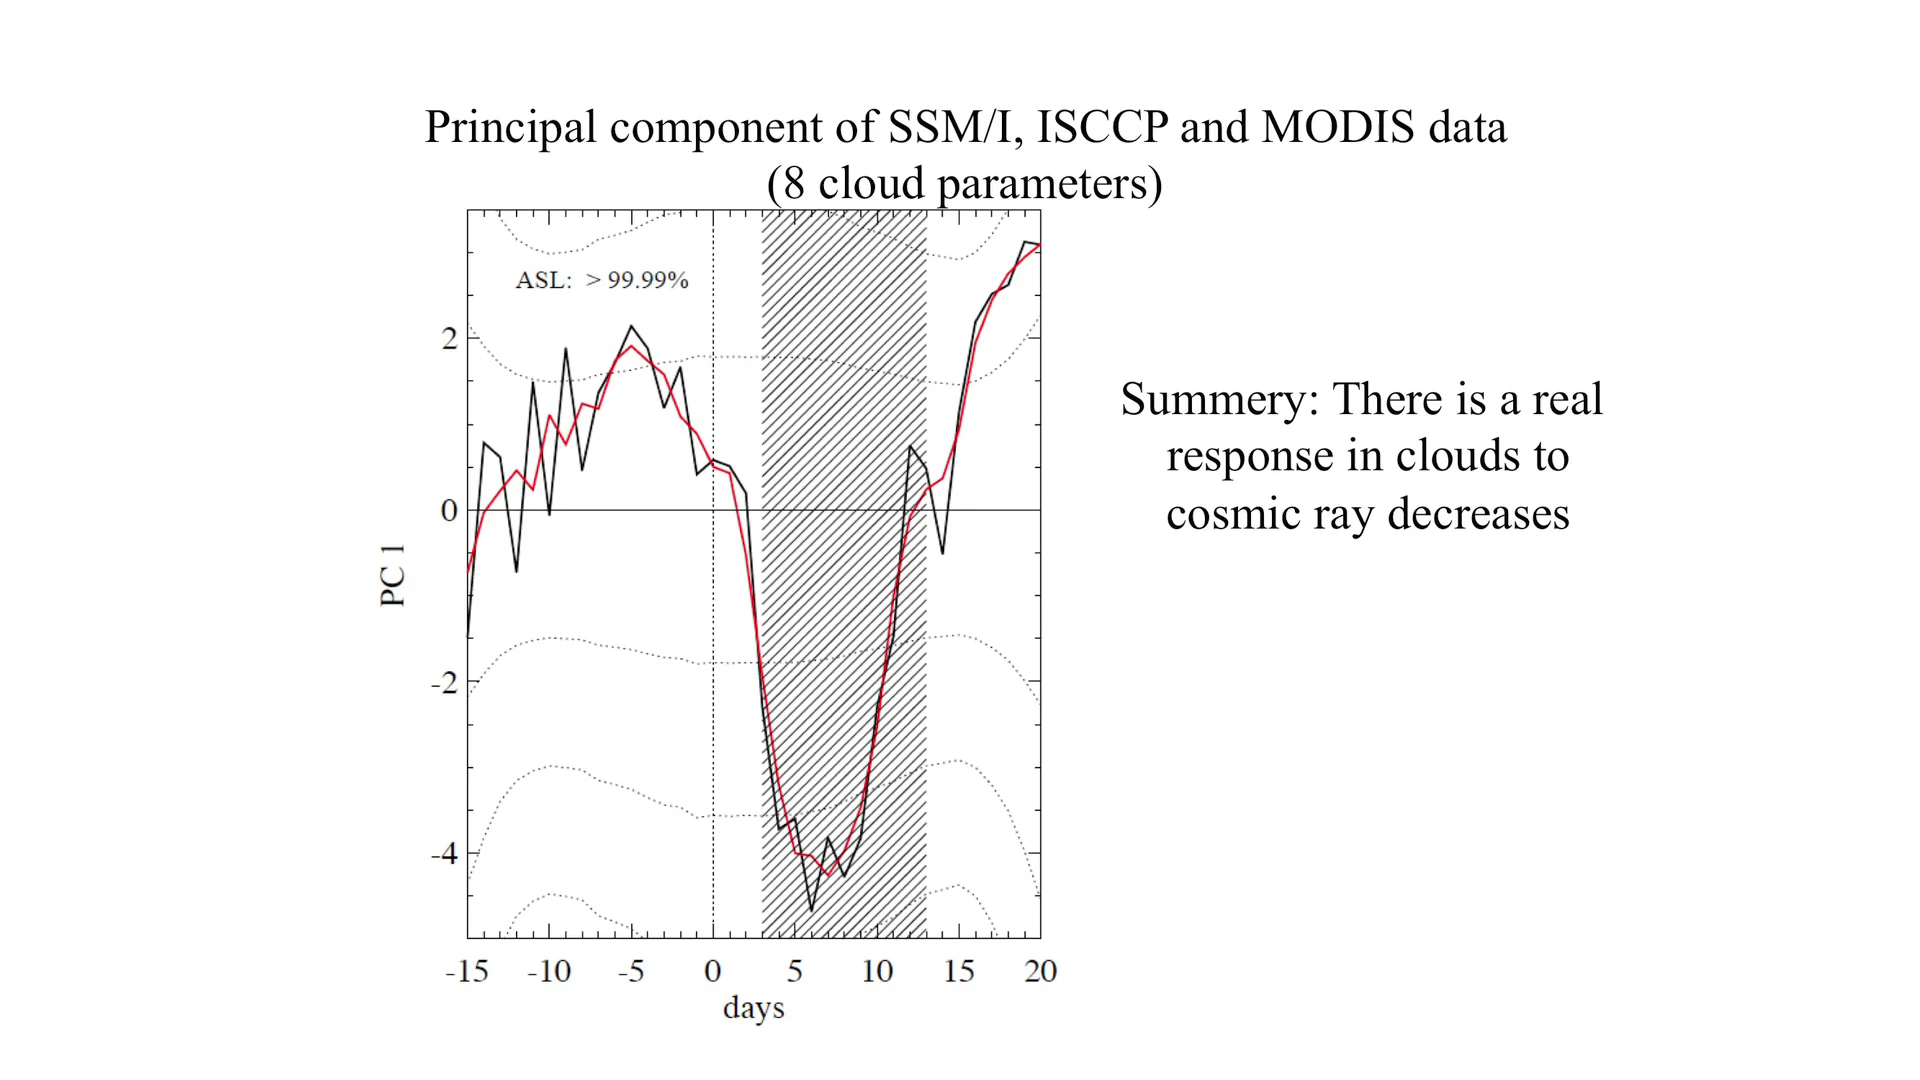 Principal component of SSM/I, ISCCP and MODIS data
(8 cloud parameters)
ASL: > 99.99%
2
0
-2
-4
PC 1
-15 -10 -5 0 5 10 15 20
days
Summery: There is a real
response in clouds to
cosmic ray decreases